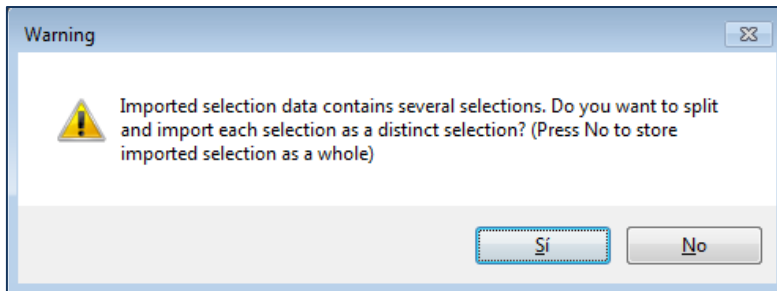 Warning
Imported selection data contains several selections. Do you want to split
and import each selection as a distinct selection? (Press No to store
imported selection as a whole)
Sí
No